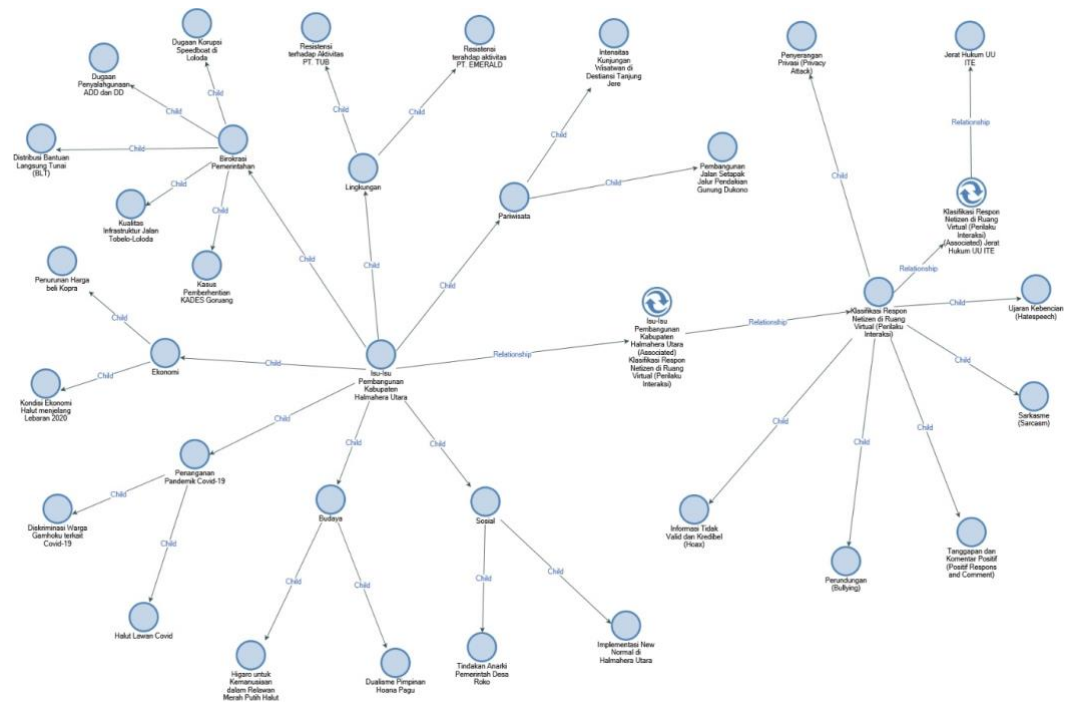 Dugaan Korupsi
Speedboat di
Loloda
Resistensi
terhadap Aktivitas
PT. TUB
Resistensi
terahdap aktivitas
PT. EMERALD
Intensitas
Kunjungan
Wisatwan di
Destiansi Tanjung
Jere
Penyerangan
Privasi (Privacy
Attack)
Jerat Hukum UU
ITE
Dugaan
Penyalahgunaan
ADD dan DD
Child
Child
Child
Child
Child
Relationship
Distribusi Bantuan
Langsung Tunai
(BLT)
Child
Birokrasi
Pemerintahan
Child
Lingkungan
Child
Pembangunan
Jalan Setapak
Jalur Pendakian
Gunung Dukono
Child
Kualitas
Infrastruktur Jalan
Tobelo-Loloda
Child
Pariwisata
Klasifikasi Respon
Netizen di Ruang
Virtual (Perilaku
Interaksi)
(Associated) Jerat
Hukum UU ITE
Kasus
Pemberhentian
KADES Goruang
Child
Child
Child
Relationship
Penurunan Harga
beli Kopra
Child
Isu-Isu
Pembangunan
Kabupaten
Halmahera Utara
(Associated)
Klasifikasi Respon
Netizen di Ruang
Virtual (Perilaku
Interaksi)
Relationship
Klasifikasi Respon
Netizen di Ruang
Virtual (Perilaku
Interaksi)
Child
Ujaran Kebencian
(Hatespeech)
Ekonomi
Child
Relationship
Isu-Isu
Pembangunan
Kabupaten
Halmahera Utara
Child
Child
Kondisi Ekonomi
Halut menjelang
Lebaran 2020
Child
Sarkasme
(Sarcasm)
Child
Child
Child
Child
Child
Penanganan
Pandemik Covid-19
Child
Diskriminasi Warga
Gamhoku terkait
Covid-19
Budaya
Sosial
Informasi Tidak
Valid dan Kredibel
(Hoax)
Child
Perundungan
(Bullying)
Tanggapan dan
Komentar Positif
(Positif Respons
and Comment)
Child
Child
Child
Child
Halut Lawan Covid
Higaro untuk
Kemanusiaan
dalam Relawan
Merah Putih Halut
Dualisme Pimpinan
Hoana Pagu
Tindakan Anarki
Pemerintah Desa
Roko
Implementasi New
Normal di
Halmahera Utara